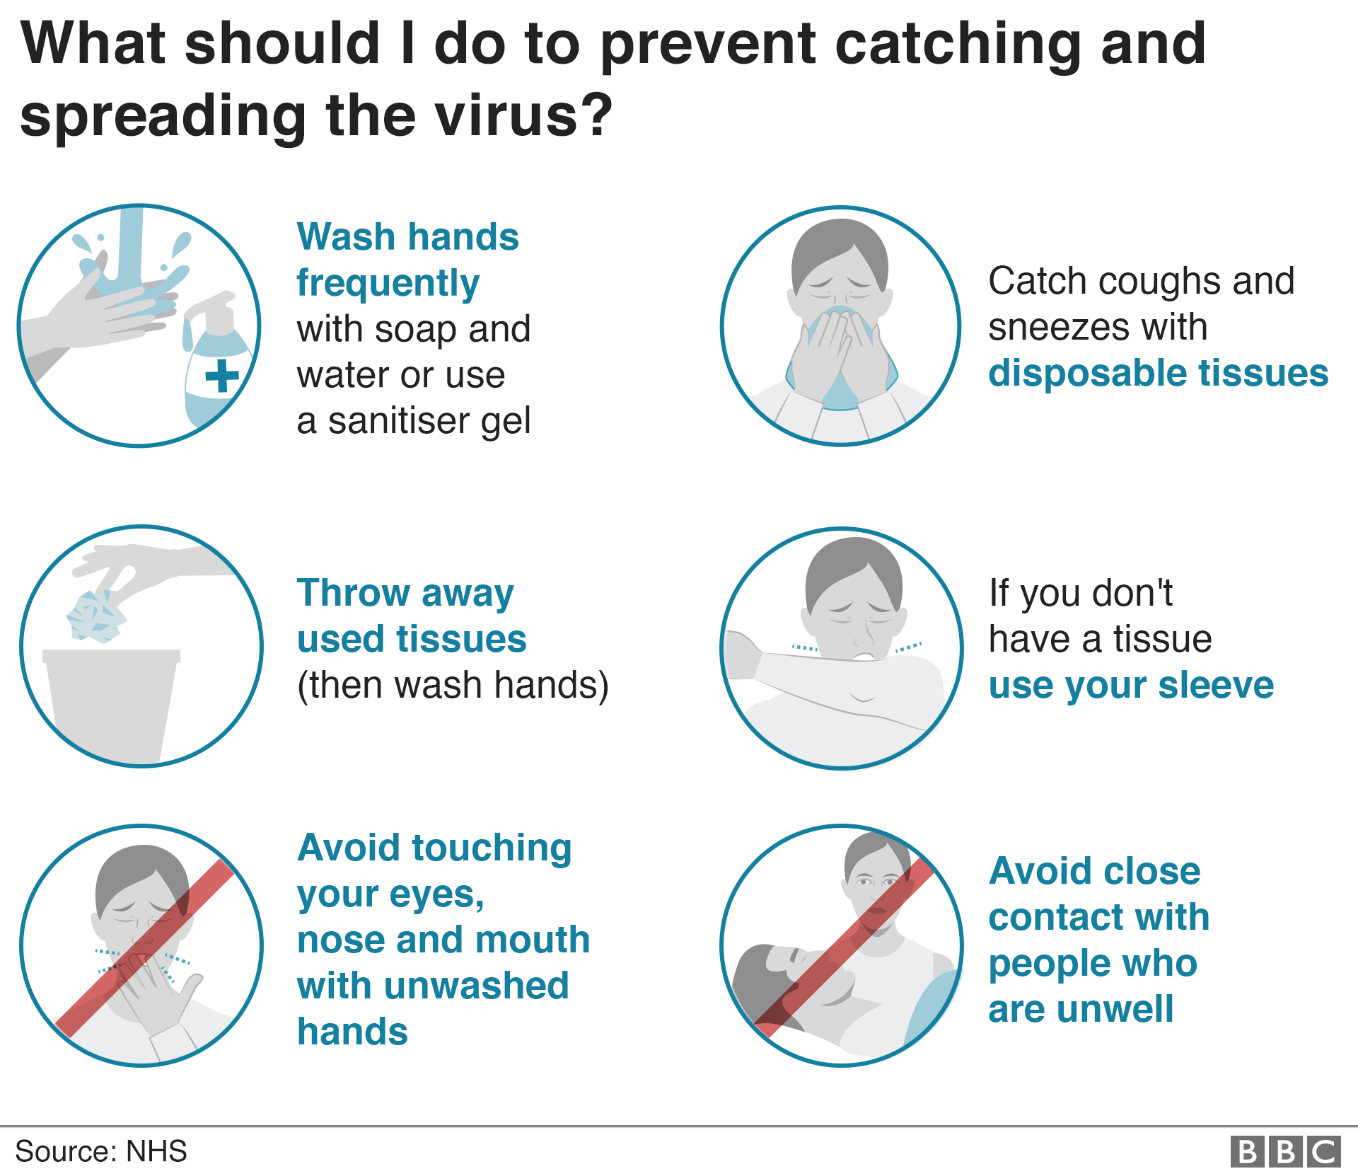 What should I do to prevent catching and
spreading the virus?
Wash hands
frequently
with soap and
water or use
a sanitiser gel
Catch coughs and
sneezes with
disposable tissues
Throw away
used tissues
(then wash hands)
If you don't
have a tissue
use your sleeve
Avoid touching
your eyes,
nose and mouth
with unwashed
hands
Avoid close
contact with
people who
are unwell
Source: NHS
BBC